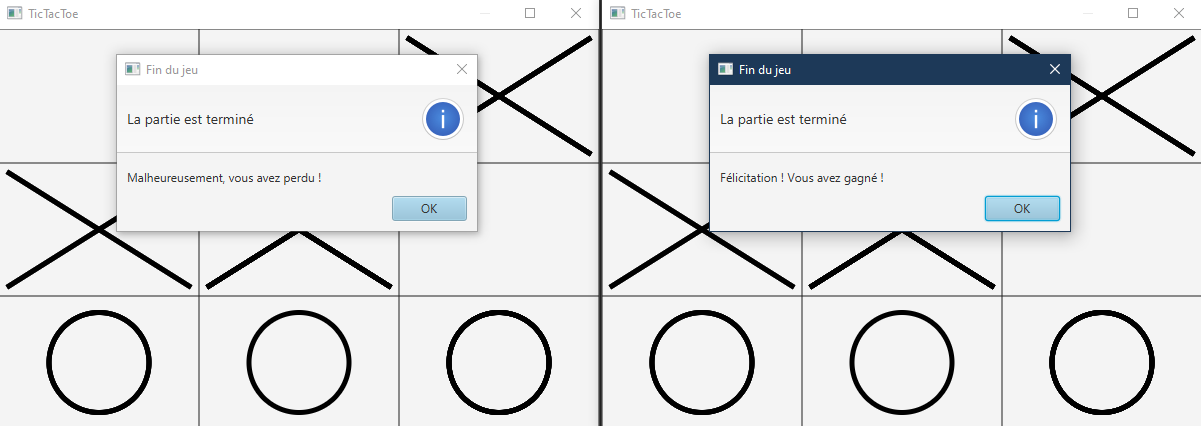 TicTacToe
Fin du jeu
La partie est terminé
Malheureusement, vous avez perdu !
OK
TicTacToe
Fin du jeu
La partie est terminé
Félicitation ! Vous avez gagné !
OK